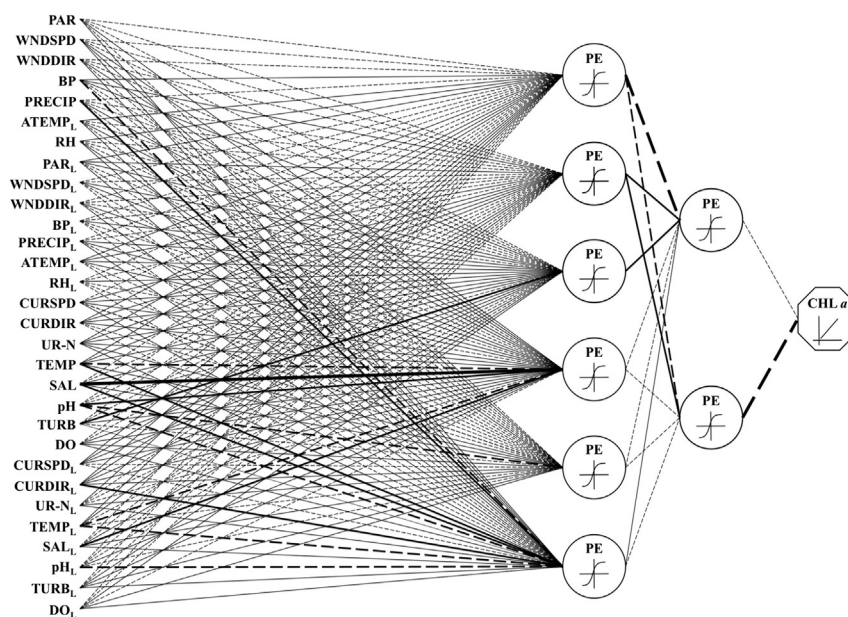 PAR
WNDSPD
WNDDIR
BP
PRECIP
ATEMP_L
RH
PAR_L
WNDSPD_L
WNDDIR_L
BP_L
PRECIP_L
ATEMP_L
RH_L
CURSPD
CURDIR
UR-N
TEMP
SAL
pH
TURB
DO
CURSPD_L
CURDIR_L
UR-N_L
TEMP_L
SAL_L
pH_L
TURB_L
DO_L
PE
PE
PE
PE
PE
PE
PE
PE
CHL a